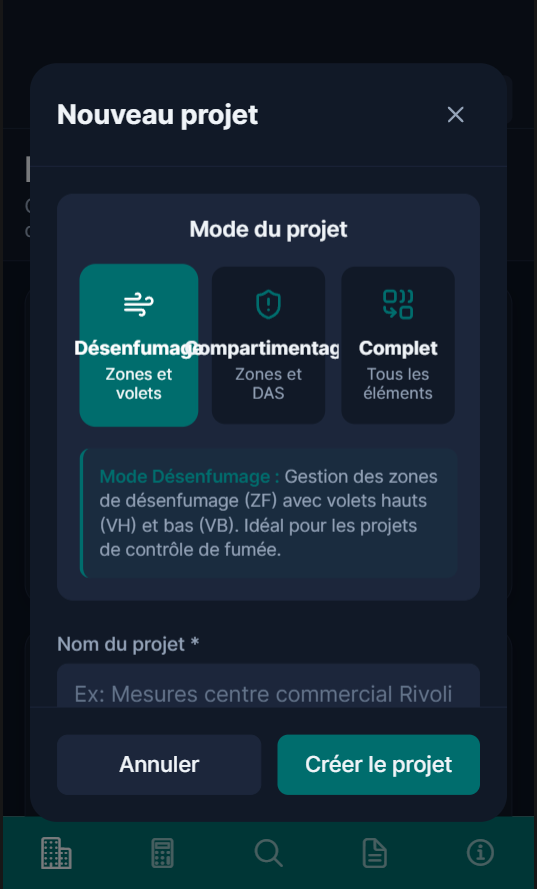 Nouveau projet
Mode du projet
Désenfumage
Zones et
volets
Compartimentag
Zones et
DAS
Complet
Tous les
éléments
Mode Désenfumage : Gestion des zones
de désenfumage (ZF) avec volets hauts
(VH) et bas (VB). Idéal pour les projets
de contrôle de fumée.
Nom du projet *
Ex: Mesures centre commercial Rivoli
Annuler
Créer le projet